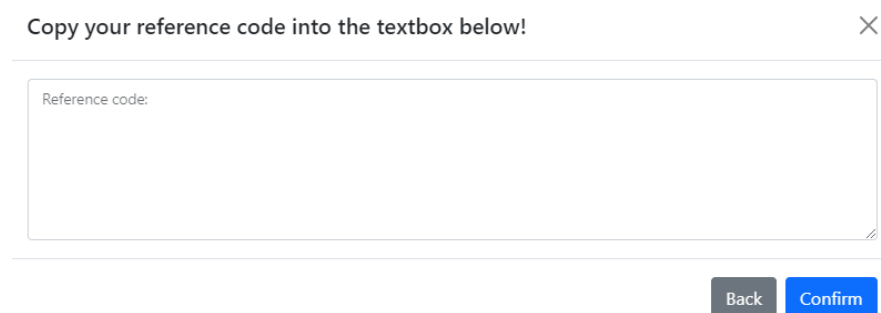 Copy your reference code into the textbox below!
Reference code:
Back Confirm